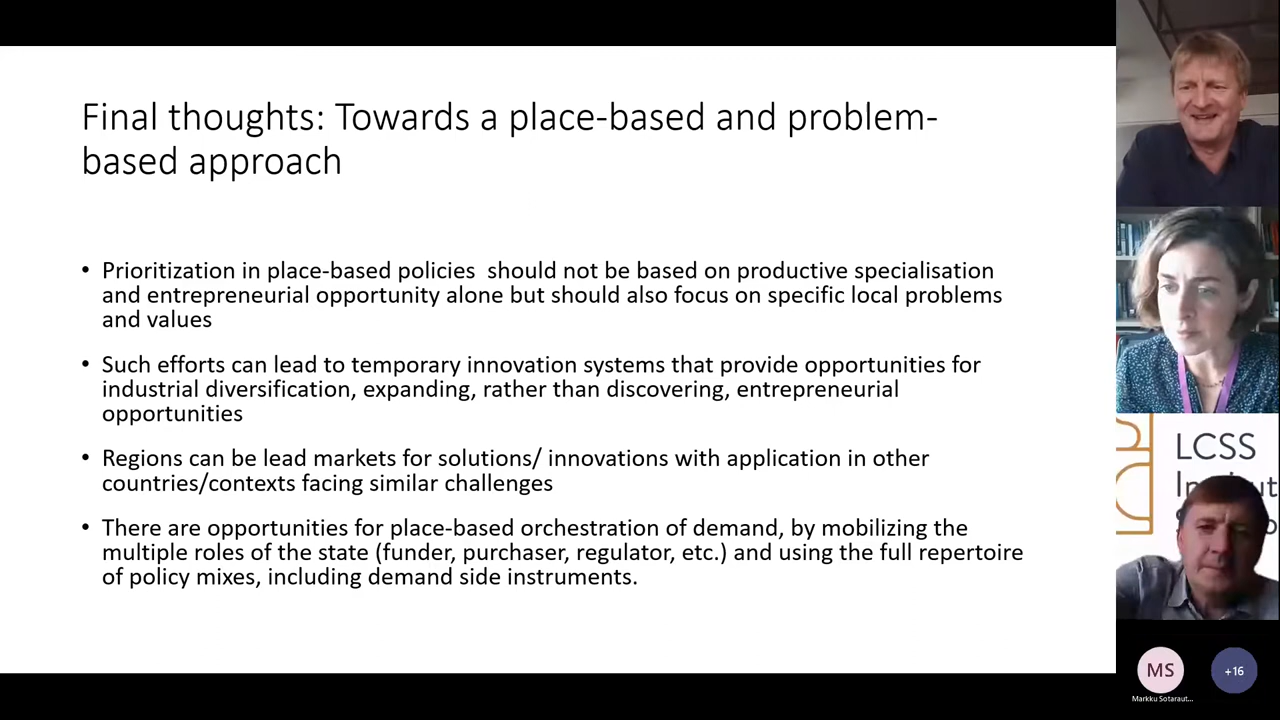 Final thoughts: Towards a place-based and problem-
based approach
• Prioritization in place-based policies  should not be based on productive specialisation
and entrepreneurial opportunity alone but should also focus on specific local problems
and values
• Such efforts can lead to temporary innovation systems that provide opportunities for
industrial diversification, expanding, rather than discovering, entrepreneurial
opportunities
• Regions can be lead markets for solutions/ innovations with application in other
countries/contexts facing similar challenges
• There are opportunities for place-based orchestration of demand, by mobilizing the
multiple roles of the state (funder, purchaser, regulator, etc.) and using the full repertoire
of policy mixes, including demand side instruments.
LCSS
MS
+16
Markku Sotaraut...